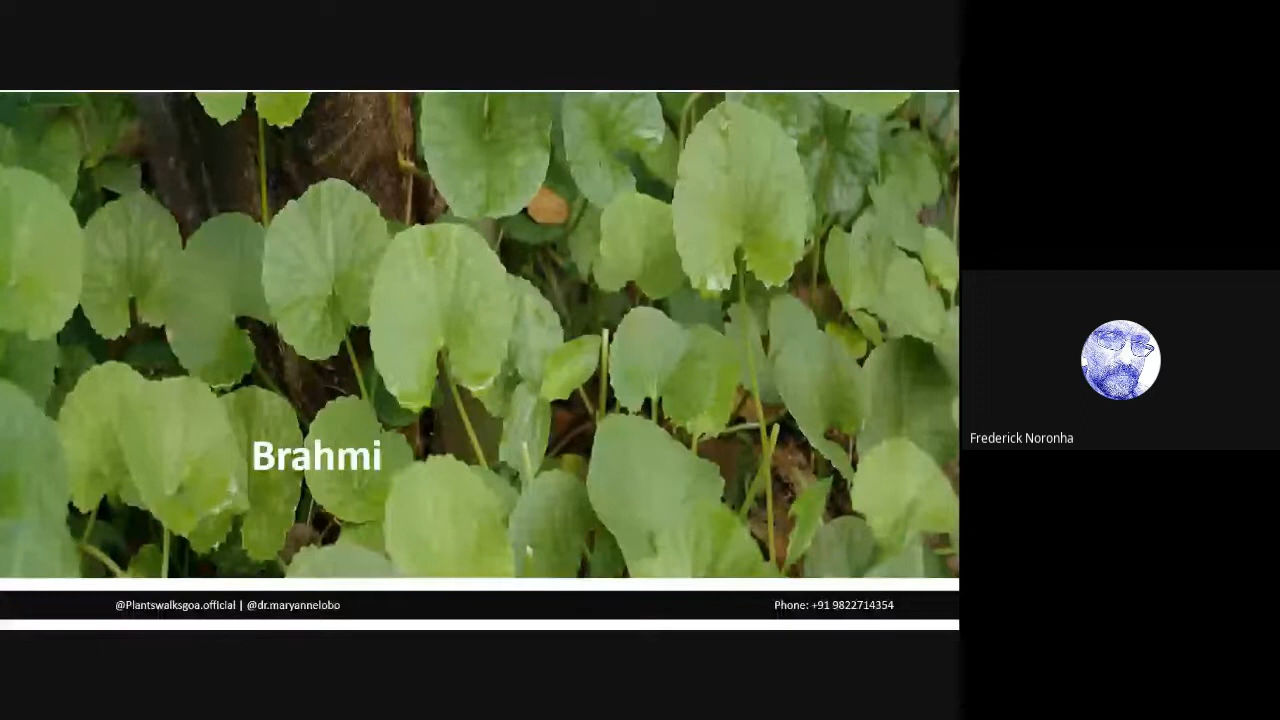 Brahmi
@Plantswalksgoa.official | @dr.maryannelobo
Phone: +91 9822714354
Frederick Noronha